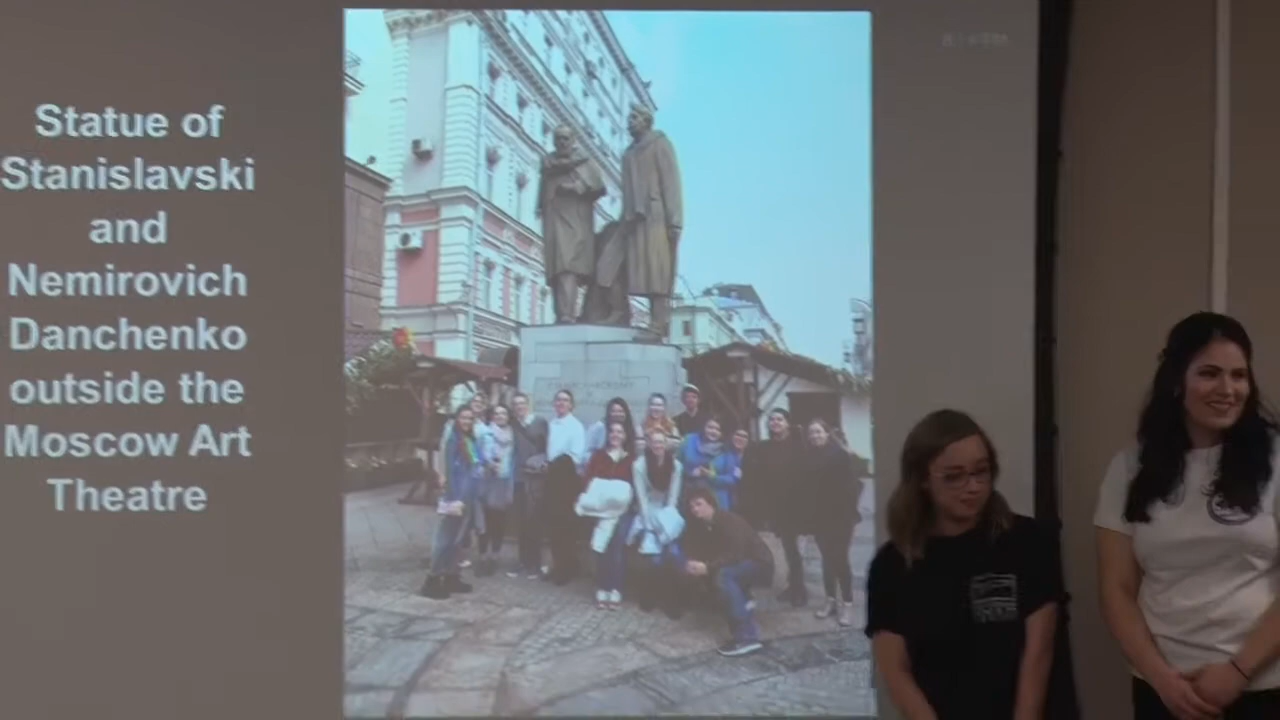 Statue of
Stanislavski
and
Nemirovich
Danchenko
outside the
Moscow Art
Theatre